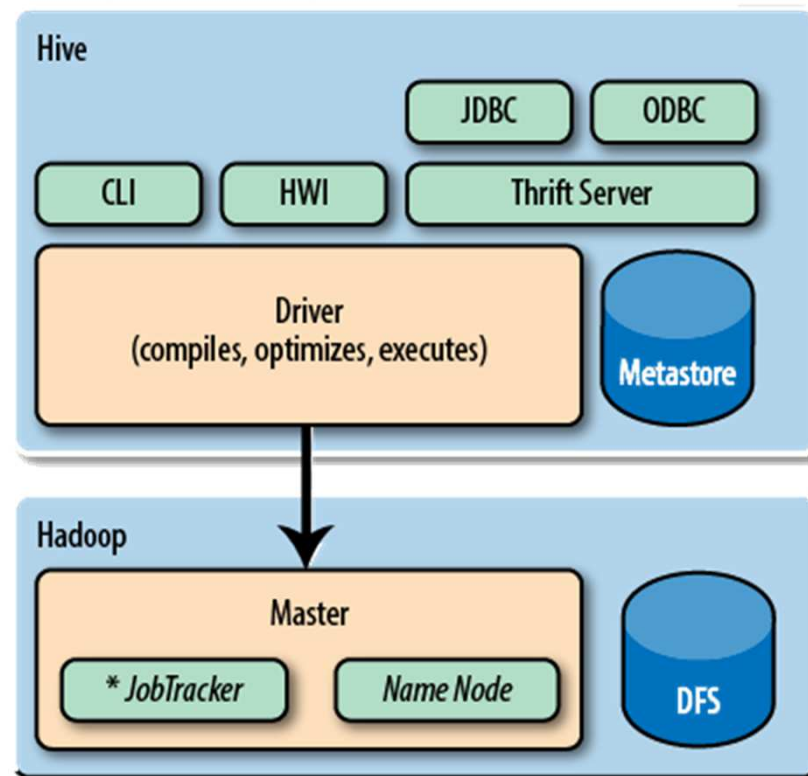 Hive
JDBC
ODBC
CLI
HWI
Thrift Server
Driver
(compiles, optimizes, executes)
Metastore
Hadoop
Master
* JobTracker
Name Node
DFS